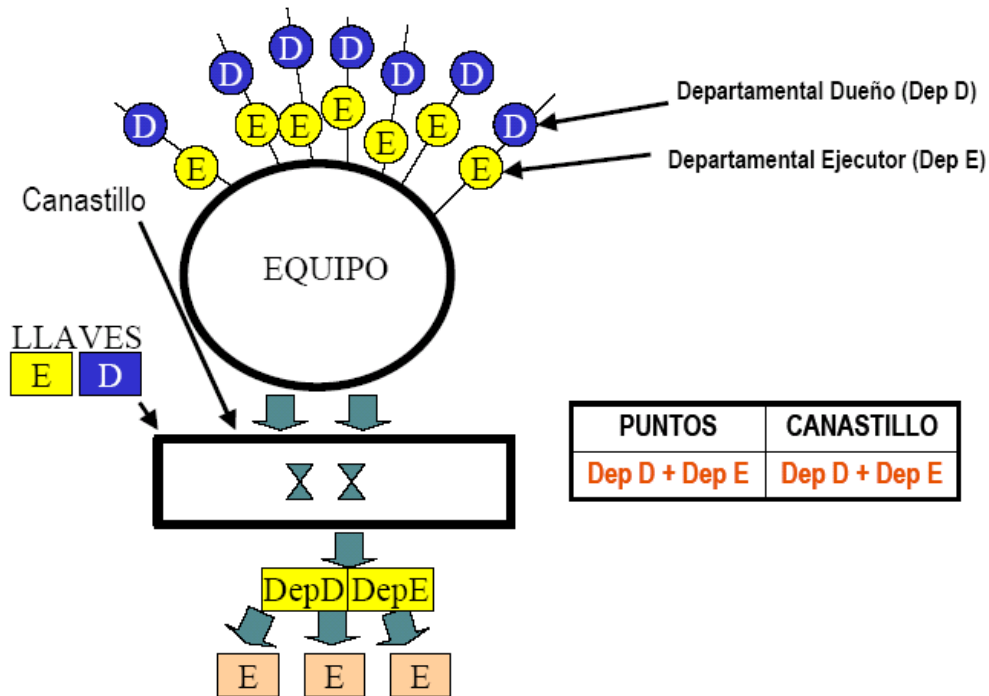 D D D D D D D
E E E E E E E
Departamental Dueño (Dep D)
Departamental Ejecutor (Dep E)
Canastillo
EQUIPO
LLAVES
E D
PUNTOS CANASTILLO
Dep D + Dep E Dep D + Dep E
DepD DepE
E E E